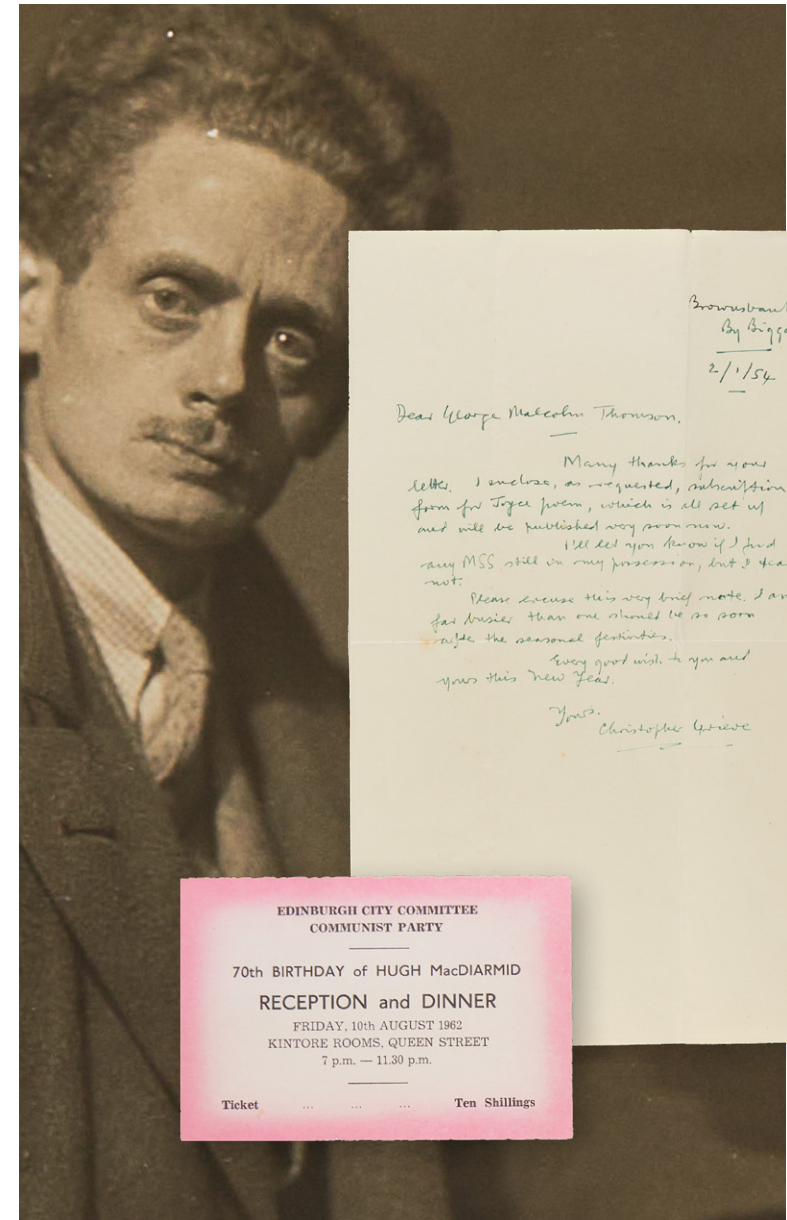 Brownsban
By Bigga
2/1/54
Dear George Malcolm Thomson,
Many thanks for your
letter. I enclose, as requested, subscription
form for Joyce poem, which is all set up
and will be published very soon now.
I'll let you know if I find
any MSS still in my possession, but I fea
not.
Please excuse this very brief note. I am
far busier than one should be so soon
after the seasonal festivities.
Every good wish to you and
yours this New Year.
Yours.
Christopher Grieve
EDINBURGH CITY COMMITTEE
COMMUNIST PARTY
70th BIRTHDAY of HUGH MacDIARMID
RECEPTION and DINNER
FRIDAY, 10th AUGUST 1962
KINTORE ROOMS, QUEEN STREET
7 p.m. — 11.30 p.m.
Ticket ... ... ... Ten Shillings